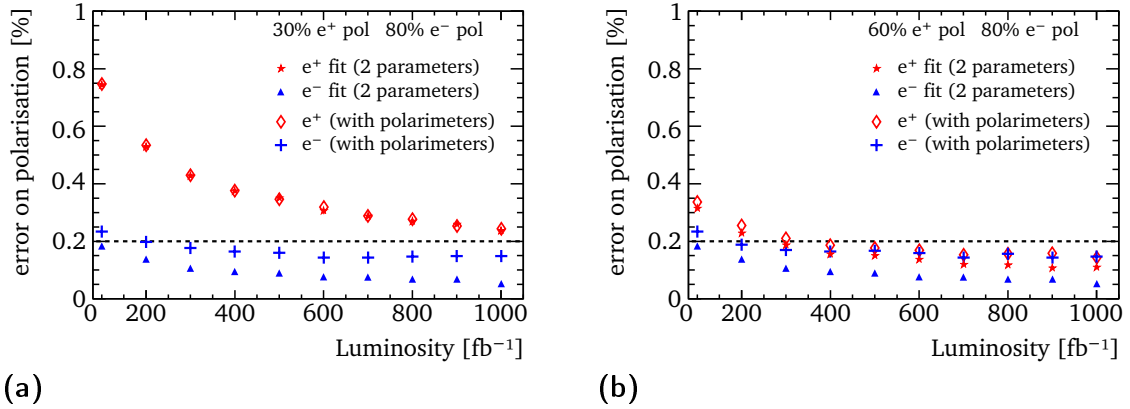 30% e⁺ pol 80% e⁻ pol
e⁺ fit (2 parameters)
e⁻ fit (2 parameters)
e⁺ (with polarimeters)
e⁻ (with polarimeters)
error on polarisation [%]
1
0.8
0.6
0.4
0.2
0
0 200 400 600 800 1000
Luminosity [fb⁻¹]
(a)
60% e⁺ pol 80% e⁻ pol
e⁺ fit (2 parameters)
e⁻ fit (2 parameters)
e⁺ (with polarimeters)
e⁻ (with polarimeters)
error on polarisation [%]
1
0.8
0.6
0.4
0.2
0
0 200 400 600 800 1000
Luminosity [fb⁻¹]
(b)